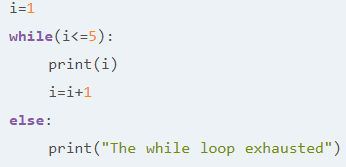 i=1
while(i<=5):
    print(i)
    i=i+1
else:
    print("The while loop exhausted")